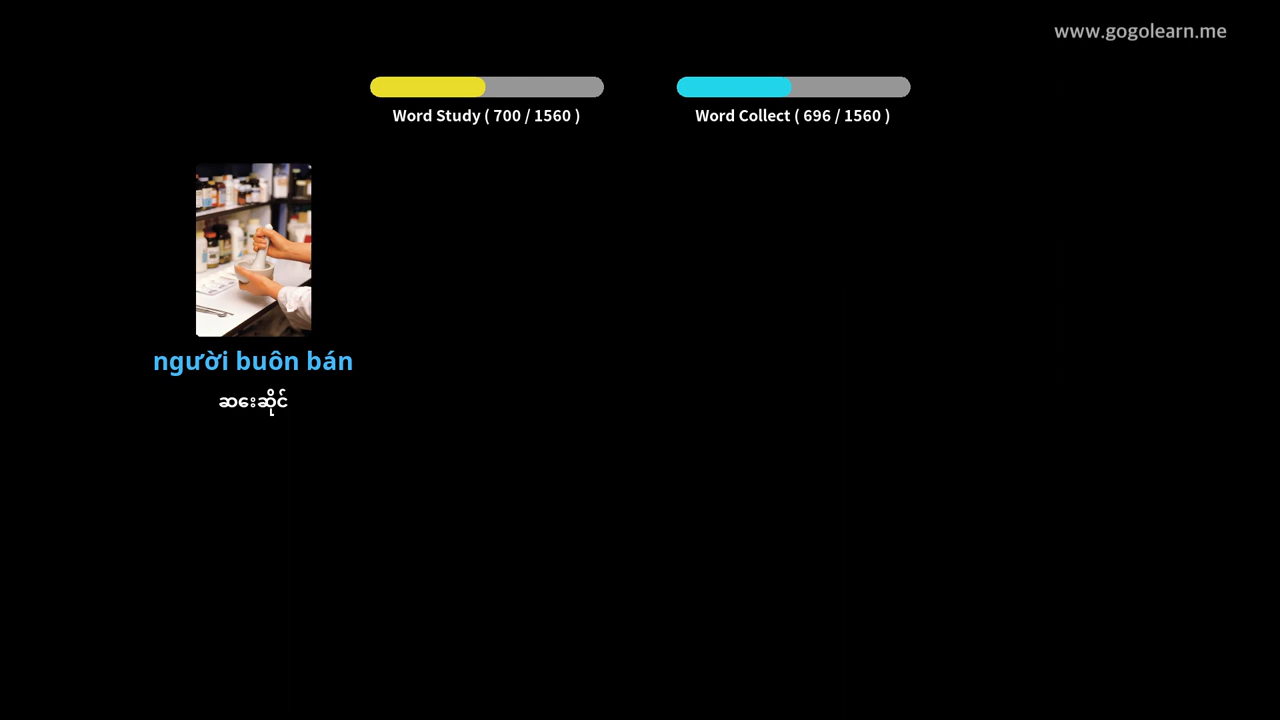 www.gogolearn.me
Word Study ( 700 / 1560 )
Word Collect ( 696 / 1560 )
người buôn bán
ဆေးဆိုင်